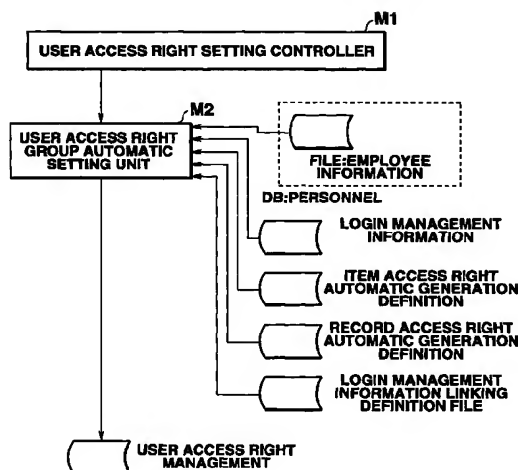 M1
USER ACCESS RIGHT SETTING CONTROLLER
M2
USER ACCESS RIGHT
GROUP AUTOMATIC
SETTING UNIT
FILE:EMPLOYEE
INFORMATION
DB:PERSONNEL
LOGIN MANAGEMENT
INFORMATION
ITEM ACCESS RIGHT
AUTOMATIC GENERATION
DEFINITION
RECORD ACCESS RIGHT
AUTOMATIC GENERATION
DEFINITION
LOGIN MANAGEMENT
INFORMATION LINKING
DEFINITION FILE
USER ACCESS RIGHT
MANAGEMENT